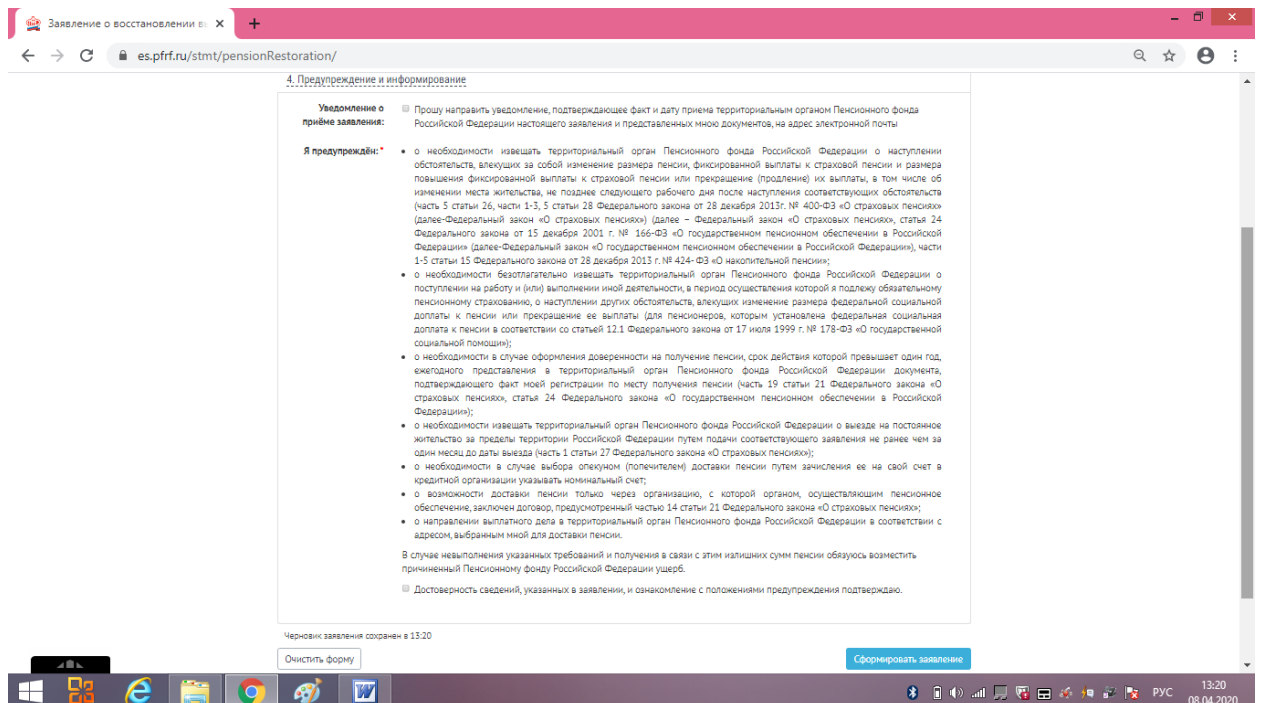 Заявление о восстановлении вы
es.pfrf.ru/stmt/pensionRestoration/
4. Предупреждение и информирование
Уведомление о
приёме заявления:
Прошу направить уведомление, подтверждающее факт и дату приема территориальным органом Пенсионного фонда
Российской Федерации настоящего заявления и представленных мною документов, на адрес электронной почты
Я предупреждён: *
• о необходимости извещать территориальный орган Пенсионного фонда Российской Федерации о наступлении
обстоятельств, влекущих за собой изменение размера пенсии, фиксированной выплаты к страховой пенсии и размера
повышения фиксированной выплаты к страховой пенсии или прекращение (продление) их выплаты, в том числе об
изменении места жительства, не позднее следующего рабочего дня после наступления соответствующих обстоятельств
(часть 5 статьи 26, части 1-3, 5 статьи 28 Федерального закона от 28 декабря 2013г. № 400-ФЗ «О страховых пенсиях»
(далее-Федеральный закон «О страховых пенсиях») (далее – Федеральный закон «О страховых пенсиях», статья 24
Федерального закона от 15 декабря 2001 г. № 166-ФЗ «О государственном пенсионном обеспечении в Российской
Федерации» (далее-Федеральный закон «О государственном пенсионном обеспечении в Российской Федерации»), части
1-5 статьи 15 Федерального закона от 28 декабря 2013 г. № 424- ФЗ «О накопительной пенсии»;
• о необходимости безотлагательно извещать территориальный орган Пенсионного фонда Российской Федерации о
поступлении на работу и (или) выполнении иной деятельности, в период осуществления которой я подлежу обязательному
пенсионному страхованию, о наступлении других обстоятельств, влекущих изменение размера федеральной социальной
доплаты к пенсии или прекращение ее выплаты (для пенсионеров, которым установлена федеральная социальная
доплата к пенсии в соответствии со статьей 12.1 Федерального закона от 17 июля 1999 г. № 178-ФЗ «О государственной
социальной помощи»);
• о необходимости в случае оформления доверенности на получение пенсии, срок действия которой превышает один год,
ежегодного представления в территориальный орган Пенсионного фонда Российской Федерации документа,
подтверждающего факт моей регистрации по месту получения пенсии (часть 19 статьи 21 Федерального закона «О
страховых пенсиях», статья 24 Федерального закона «О государственном пенсионном обеспечении в Российской
Федерации»);
• о необходимости извещать территориальный орган Пенсионного фонда Российской Федерации о выезде на постоянное
жительство за пределы территории Российской Федерации путем подачи соответствующего заявления не ранее чем за
один месяц до даты выезда (часть 1 статьи 27 Федерального закона «О страховых пенсиях»);
• о необходимости в случае выбора опекуном (попечителем) доставки пенсии путем зачисления ее на свой счет в
кредитной организации указывать номинальный счет;
• о возможности доставки пенсии только через организацию, с которой органом, осуществляющим пенсионное
обеспечение, заключен договор, предусмотренный частью 14 статьи 21 Федерального закона «О страховых пенсиях»;
• о направлении выплатного дела в территориальный орган Пенсионного фонда Российской Федерации в соответствии с
адресом, выбранным мной для доставки пенсии.
В случае невыполнения указанных требований и получения в связи с этим излишних сумм пенсии обязуюсь возместить
причиненный Пенсионному фонду Российской Федерации ущерб.
Достоверность сведений, указанных в заявлении, и ознакомление с положениями предупреждения подтверждаю.
Черновик заявления сохранен в 13:20
Очистить форму
Сформировать заявление
РУС
13:20
08.04.2020